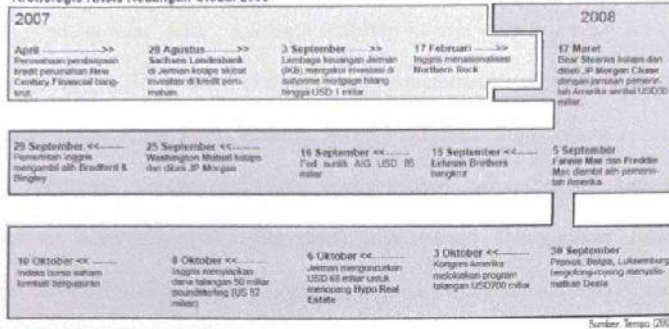 2007
2008
April >>
Perusahaan pembiayaan
kredit perumahan New
Century Financial bang-
krut.
28 Agustus >>
Sachsen Landesbank
di Jerman kolaps akibat
investasi di kredit peru-
mahan.
3 September >>
Lembaga keuangan Jerman
(IKB) mengakui investasi di
subprime mortgage hilang
hingga USD 1 miliar
17 Februari >>
Inggris menasionalisasi
Northern Rock
17 Maret
Bear Stearns kolaps dan
dibeli JP Morgan Chase
dengan jaminan pemerin-
tah Amerika senilai USD30
miliar
29 September <<
Pemerintah Inggris
mengambil alih Bradford &
Bingley
25 September <<
Washington Mutual kolaps
dan dibeli JP Morgan
16 September <<
Fed suntik AIG USD 85
miliar
15 September <<
Lehman Brothers
bangkrut
5 September
Fannie Mae dan Freddie
Mac diambil alih pemerin-
tah Amerika
10 Oktober <<
Indeks bursa saham
kembali berguguran
8 Oktober <<
Inggris menyiapkan
dana talangan 50 miliar
poundsterling (US 87
miliar)
6 Oktober <<
Jerman mengucurkan
USD 68 miliar untuk
menopang Hypo Real
Estate
3 Oktober <<
Kongres Amerika
meloloskan program
talangan USD700 miliar
30 September
Prancis, Belgia, Luksemburg
bergotong-royong menyela-
matkan Dexia
Sumber Tempo